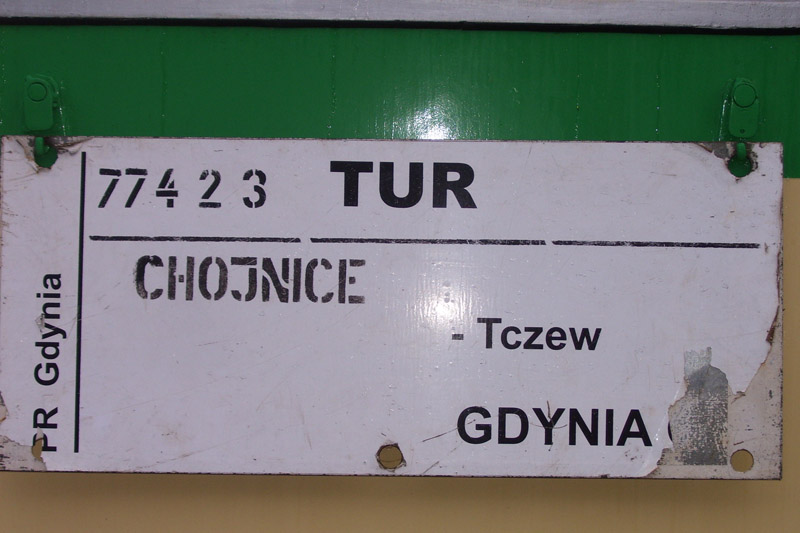 77423 TUR
CHOJNICE
- Tczew
GDYNIA
PR Gdynia